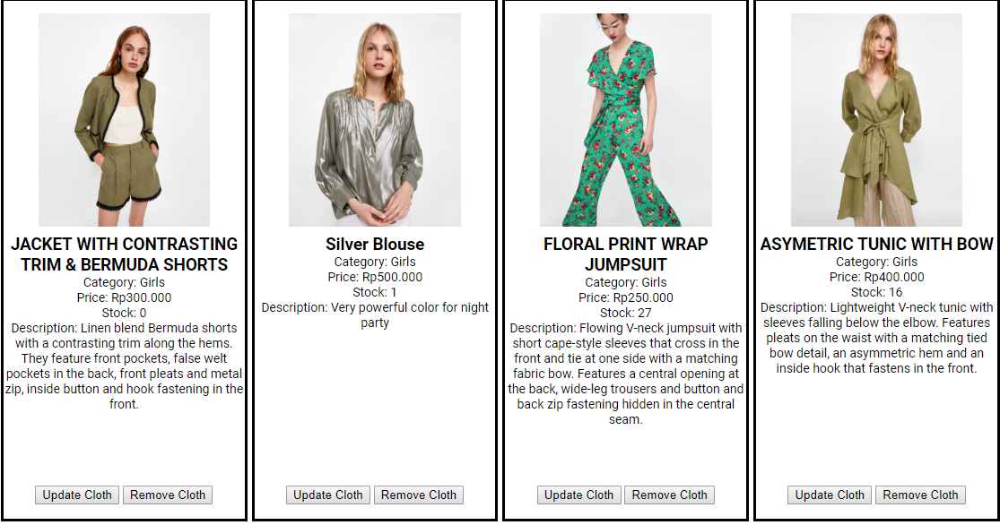 JACKET WITH CONTRASTING
TRIM & BERMUDA SHORTS
Category: Girls
Price: Rp300.000
Stock: 0
Description: Linen blend Bermuda shorts
with a contrasting trim along the hems.
They feature front pockets, false welt
pockets in the back, front pleats and metal
zip, inside button and hook fastening in the
front.
Update Cloth
Remove Cloth
Silver Blouse
Category: Girls
Price: Rp500.000
Stock: 1
Description: Very powerful color for night
party
Update Cloth
Remove Cloth
FLORAL PRINT WRAP
JUMPSUIT
Category: Girls
Price: Rp250.000
Stock: 27
Description: Flowing V-neck jumpsuit with
short cape-style sleeves that cross in the
front and tie at one side with a matching
fabric bow. Features a central opening at
the back, wide-leg trousers and button and
back zip fastening hidden in the central
seam.
Update Cloth
Remove Cloth
ASYMETRIC TUNIC WITH BOW
Category: Girls
Price: Rp400.000
Stock: 16
Description: Lightweight V-neck tunic with
sleeves falling below the elbow. Features
pleats on the waist with a matching tied
bow detail, an asymmetric hem and an
inside hook that fastens in the front.
Update Cloth
Remove Cloth